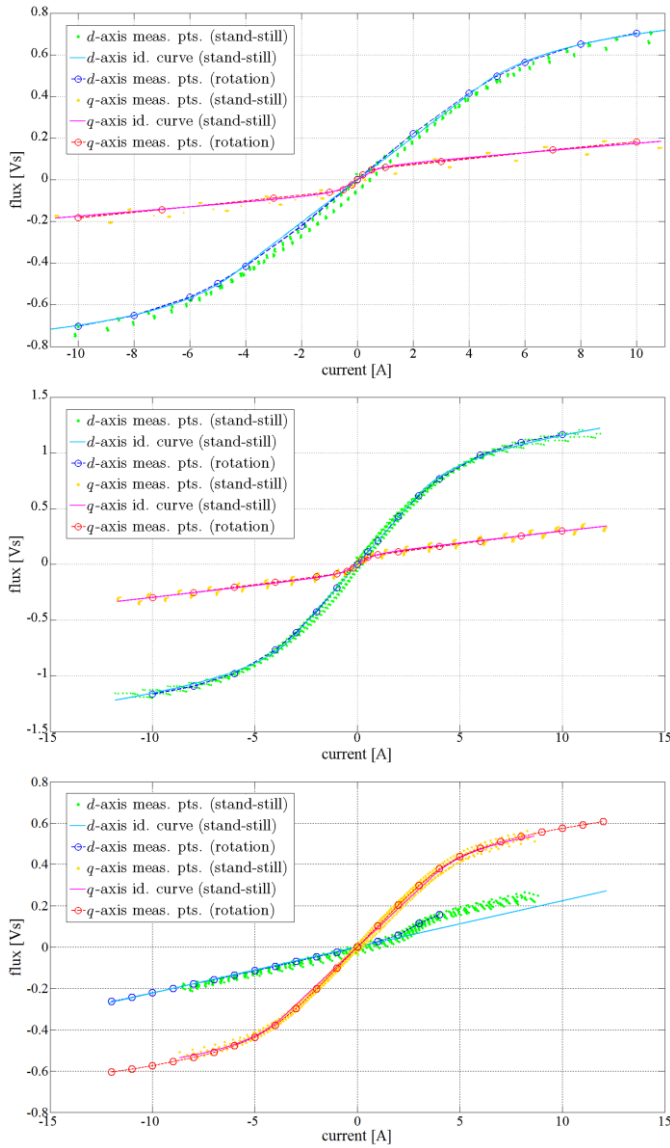 0.8
0.6
0.4
0.2
0
-0.2
-0.4
-0.6
-0.8
flux [Vs]
d-axis meas. pts. (stand-still)
d-axis id. curve (stand-still)
d-axis meas. pts. (rotation)
q-axis meas. pts. (stand-still)
q-axis id. curve (stand-still)
q-axis meas. pts. (rotation)
-10 -8 -6 -4 -2 0 2 4 6 8 10
current [A]
1.5
1
0.5
0
-0.5
-1
-1.5
flux [Vs]
d-axis meas. pts. (stand-still)
d-axis id. curve (stand-still)
d-axis meas. pts. (rotation)
q-axis meas. pts. (stand-still)
q-axis id. curve (stand-still)
q-axis meas. pts. (rotation)
-15 -10 -5 0 5 10 15
current [A]
0.8
0.6
0.4
0.2
0
-0.2
-0.4
-0.6
-0.8
flux [Vs]
d-axis meas. pts. (stand-still)
d-axis id. curve (stand-still)
d-axis meas. pts. (rotation)
q-axis meas. pts. (stand-still)
q-axis id. curve (stand-still)
q-axis meas. pts. (rotation)
-15 -10 -5 0 5 10 15
current [A]